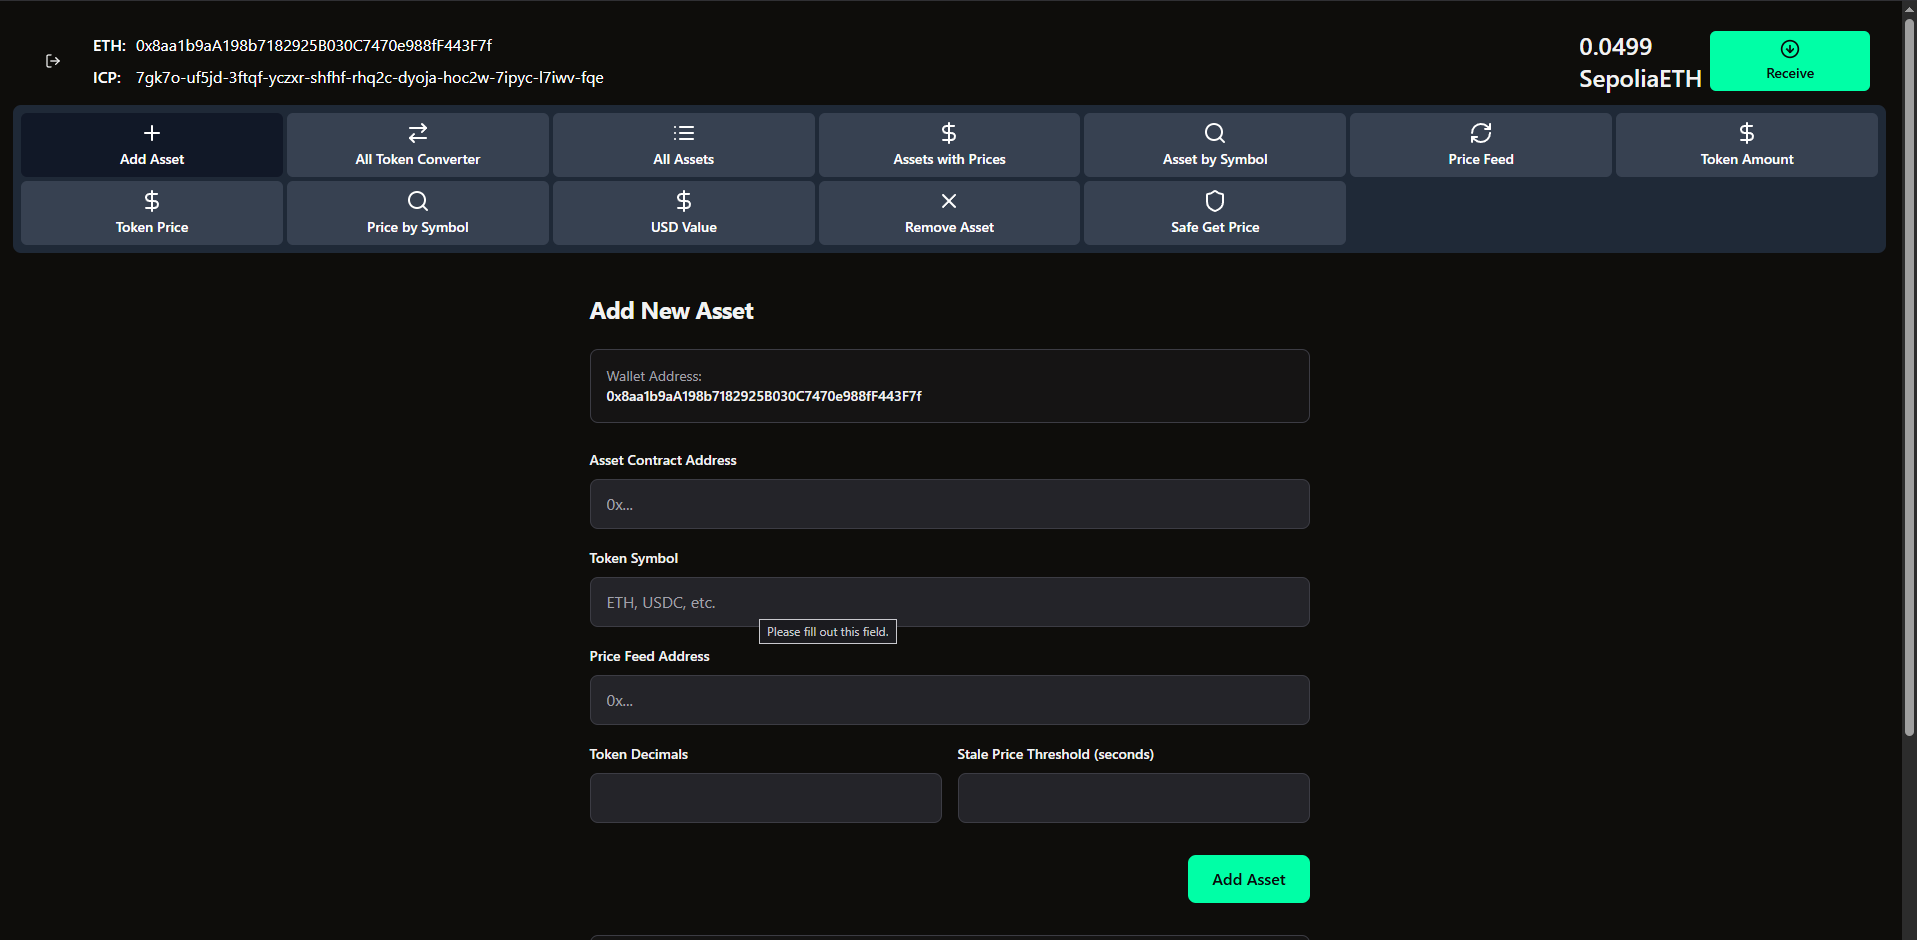 ETH: 0x8aa1b9aA198b7182925B030C7470e988fF443F7f
ICP: 7gk7o-uf5jd-3ftqf-yczxr-shfhf-rhq2c-dyoja-hoc2w-7ipyc-l7iwv-fqe
0.0499
SepoliaETH
Receive
Add Asset
All Token Converter
All Assets
Assets with Prices
Asset by Symbol
Price Feed
Token Amount
Token Price
Price by Symbol
USD Value
Remove Asset
Safe Get Price
Add New Asset
Wallet Address:
0x8aa1b9aA198b7182925B030C7470e988fF443F7f
Asset Contract Address
0x...
Token Symbol
ETH, USDC, etc.
Please fill out this field.
Price Feed Address
0x...
Token Decimals
Stale Price Threshold (seconds)
Add Asset